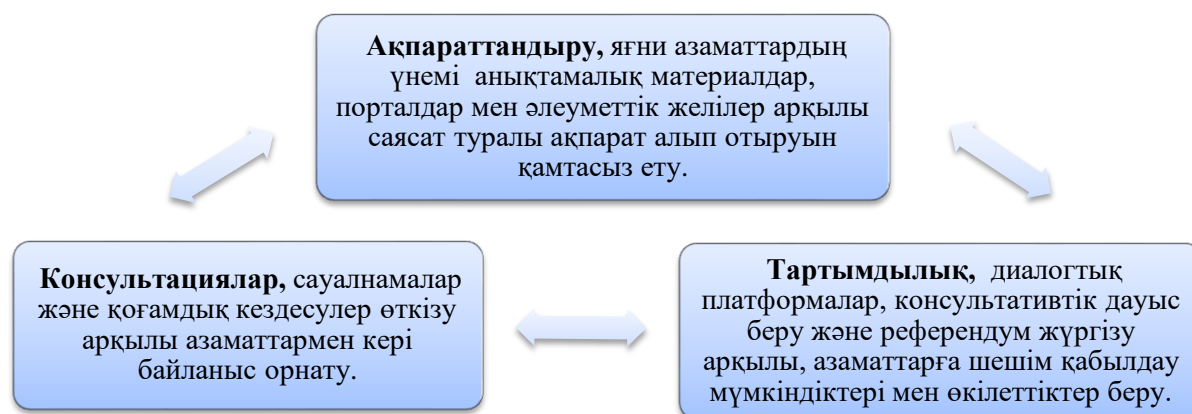 Ақпараттандыру, яғни азаматтардың
үнемі анықтамалық материалдар,
порталдар мен әлеуметтік желілер арқылы
саясат туралы ақпарат алып отыруын
қамтасыз ету.
Консультациялар, сауалнамалар
және қоғамдық кездесулер өткізу
арқылы азаматтармен кері
байланыс орнату.
Тартымдылық, диалогтық
платформалар, консультативтік дауыс
беру және референдум жүргізу
арқылы, азаматтарға шешім қабылдау
мүмкіндіктері мен өкілеттіктер беру.